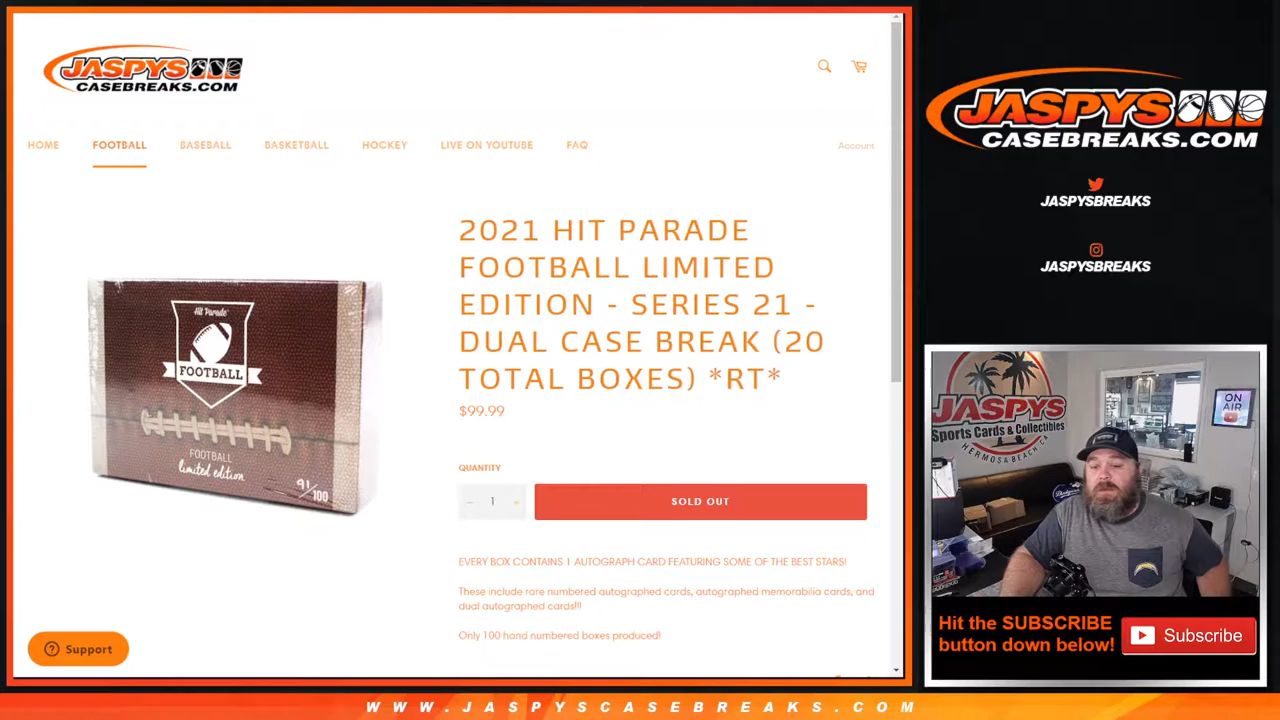 JASPYS
CASEBREAKS.COM
HOME
FOOTBALL
BASEBALL
BASKETBALL
HOCKEY
LIVE ON YOUTUBE
FAQ
Account
2021 HIT PARADE
FOOTBALL LIMITED
EDITION - SERIES 21 -
DUAL CASE BREAK (20
TOTAL BOXES) *RT*
$99.99
QUANTITY
− 1 +
SOLD OUT
EVERY BOX CONTAINS 1 AUTOGRAPH CARD FEATURING SOME OF THE BEST STARS!
These include rare numbered autographed cards, autographed memorabilia cards, and
dual autographed cards!!!
Only 100 hand numbered boxes produced!
Hit Parade
FOOTBALL
FOOTBALL
limited edition
91/100
Support
JASPYS
CASEBREAKS.COM
JASPYSBREAKS
JASPYSBREAKS
JASPYS
Sports Cards & Collectibles
HERMOSA BEACH CA
ON
AIR
Dodgers
Hit the SUBSCRIBE
button down below!
Subscribe
WWW.JASPYSCASEBREAKS.COM